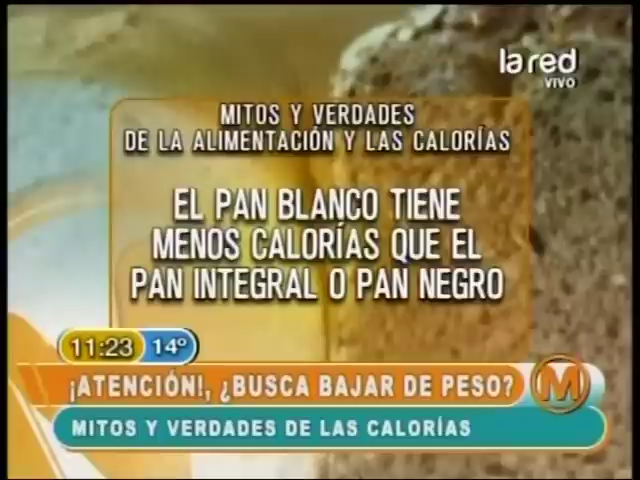 la red
VIVO
MITOS Y VERDADES
DE LA ALIMENTACIÓN Y LAS CALORÍAS
EL PAN BLANCO TIENE
MENOS CALORÍAS QUE EL
PAN INTEGRAL O PAN NEGRO
11:23 14º
¡ATENCIÓN!, ¿BUSCA BAJAR DE PESO?
M
MITOS Y VERDADES DE LAS CALORÍAS